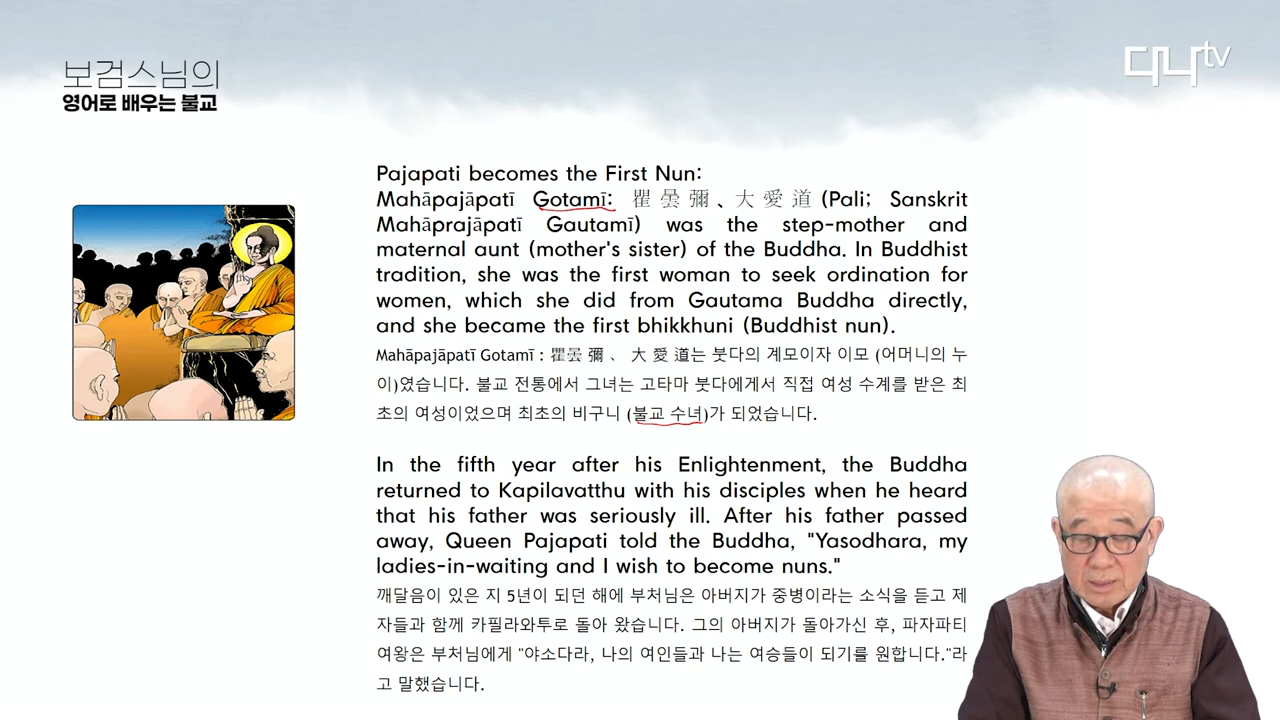 보검스님의
영어로 배우는 불교
디나tv
Pajapati becomes the First Nun:
Mahāpajāpatī Gotamī: 瞿曇彌、大愛道 (Pali; Sanskrit
Mahāprajāpatī Gautamī) was the step-mother and
maternal aunt (mother's sister) of the Buddha. In Buddhist
tradition, she was the first woman to seek ordination for
women, which she did from Gautama Buddha directly,
and she became the first bhikkhuni (Buddhist nun).
Mahāpajāpatī Gotamī : 瞿曇 彌 、 大 愛 道는 붓다의 계모이자 이모 (어머니의 누
이)였습니다. 불교 전통에서 그녀는 고타마 붓다에게서 직접 여성 수계를 받은 최
초의 여성이었으며 최초의 비구니 (불교 수녀)가 되었습니다.
In the fifth year after his Enlightenment, the Buddha
returned to Kapilavatthu with his disciples when he heard
that his father was seriously ill. After his father passed
away, Queen Pajapati told the Buddha, "Yasodhara, my
ladies-in-waiting and I wish to become nuns."
깨달음이 있은 지 5년이 되던 해에 부처님은 아버지가 중병이라는 소식을 듣고 제
자들과 함께 카필라와투로 돌아 왔습니다. 그의 아버지가 돌아가신 후, 파자파티
여왕은 부처님에게 "야소다라, 나의 여인들과 나는 여승들이 되기를 원합니다."라
고 말했습니다.